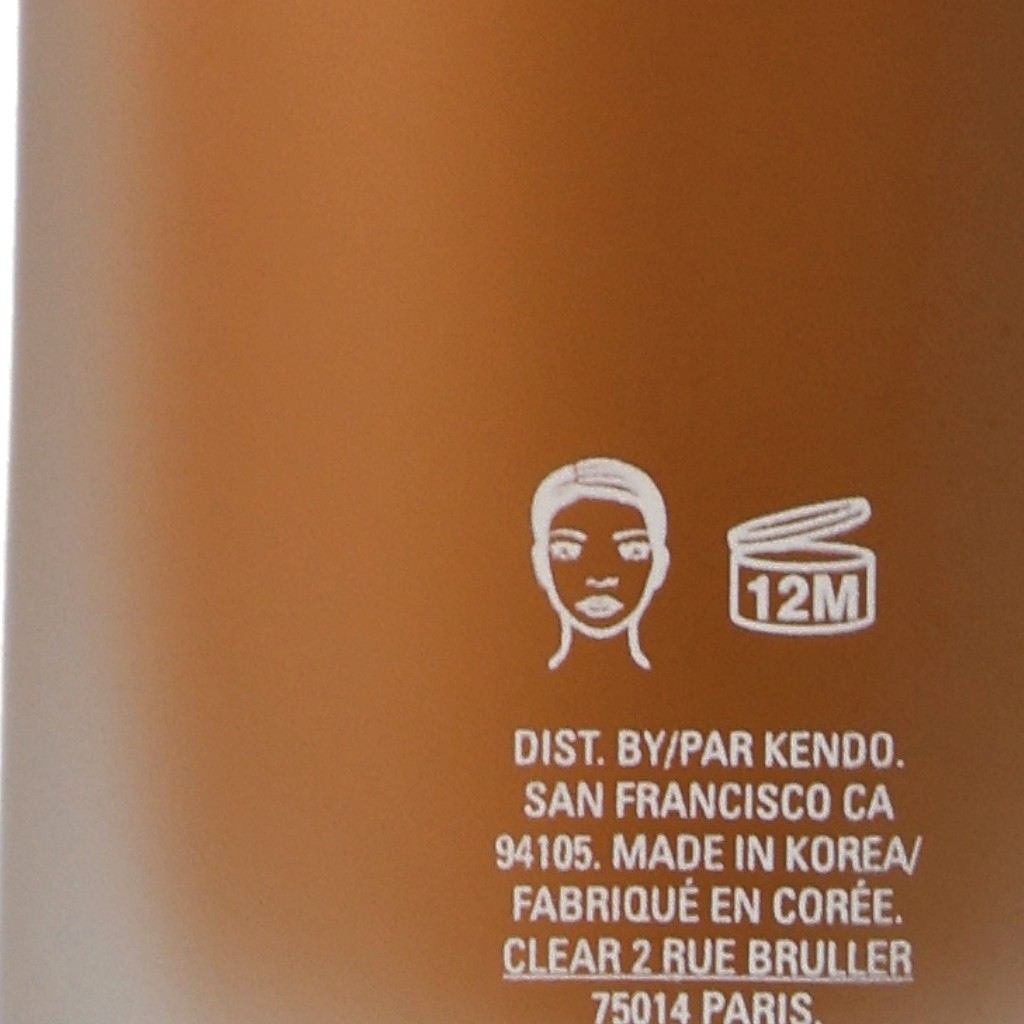 12M
DIST. BY/PAR KENDO.
SAN FRANCISCO CA
94105. MADE IN KOREA/
FABRIQUÉ EN CORÉE.
CLEAR 2 RUE BRULLER
75014 PARIS.